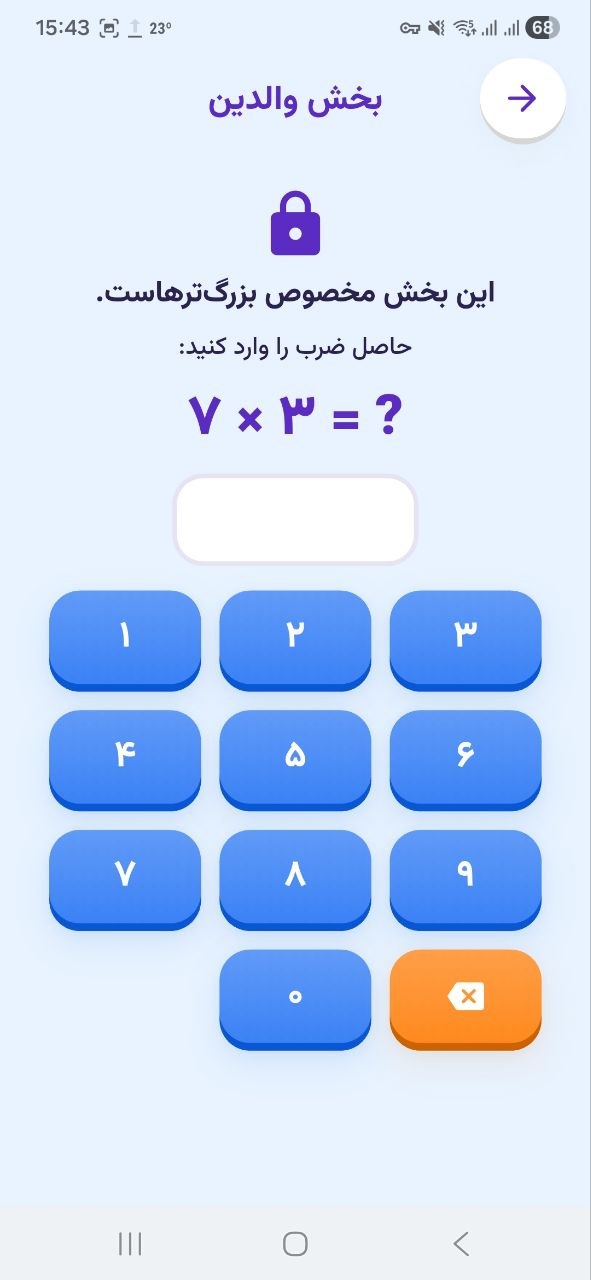 15:43 23° 5 68
بخش والدین
این بخش مخصوص بزرگ‌ترهاست.
حاصل ضرب را وارد کنید:
۷ × ۳ = ?
۱ ۲ ۳
۴ ۵ ۶
۷ ۸ ۹
۰